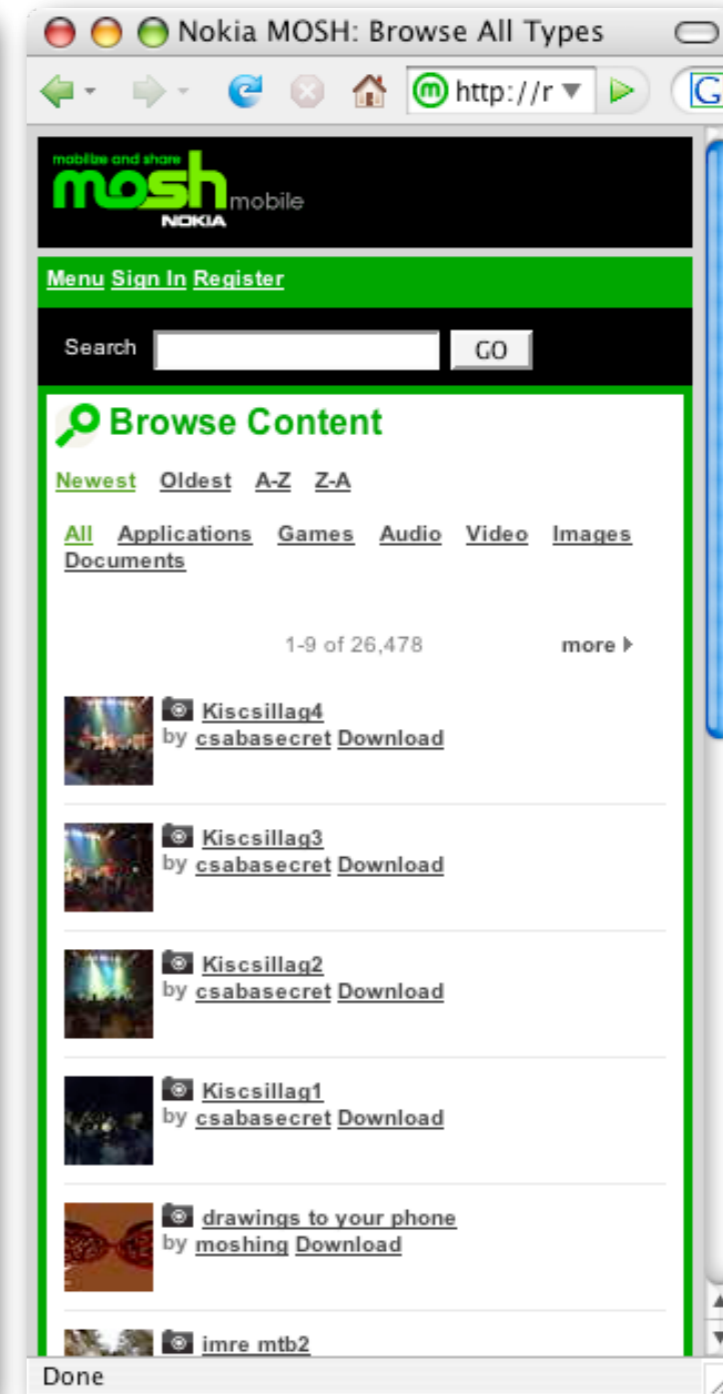 Nokia MOSH: Browse All Types
http://r
G
mobilize and share
mosh mobile
NOKIA
Menu Sign In Register
Search GO
Browse Content
Newest Oldest A-Z Z-A
All Applications Games Audio Video Images
Documents
1-9 of 26,478 more
Kiscsillag4
by csabasecret Download
Kiscsillag3
by csabasecret Download
Kiscsillag2
by csabasecret Download
Kiscsillag1
by csabasecret Download
drawings to your phone
by moshing Download
imre mtb2
Done